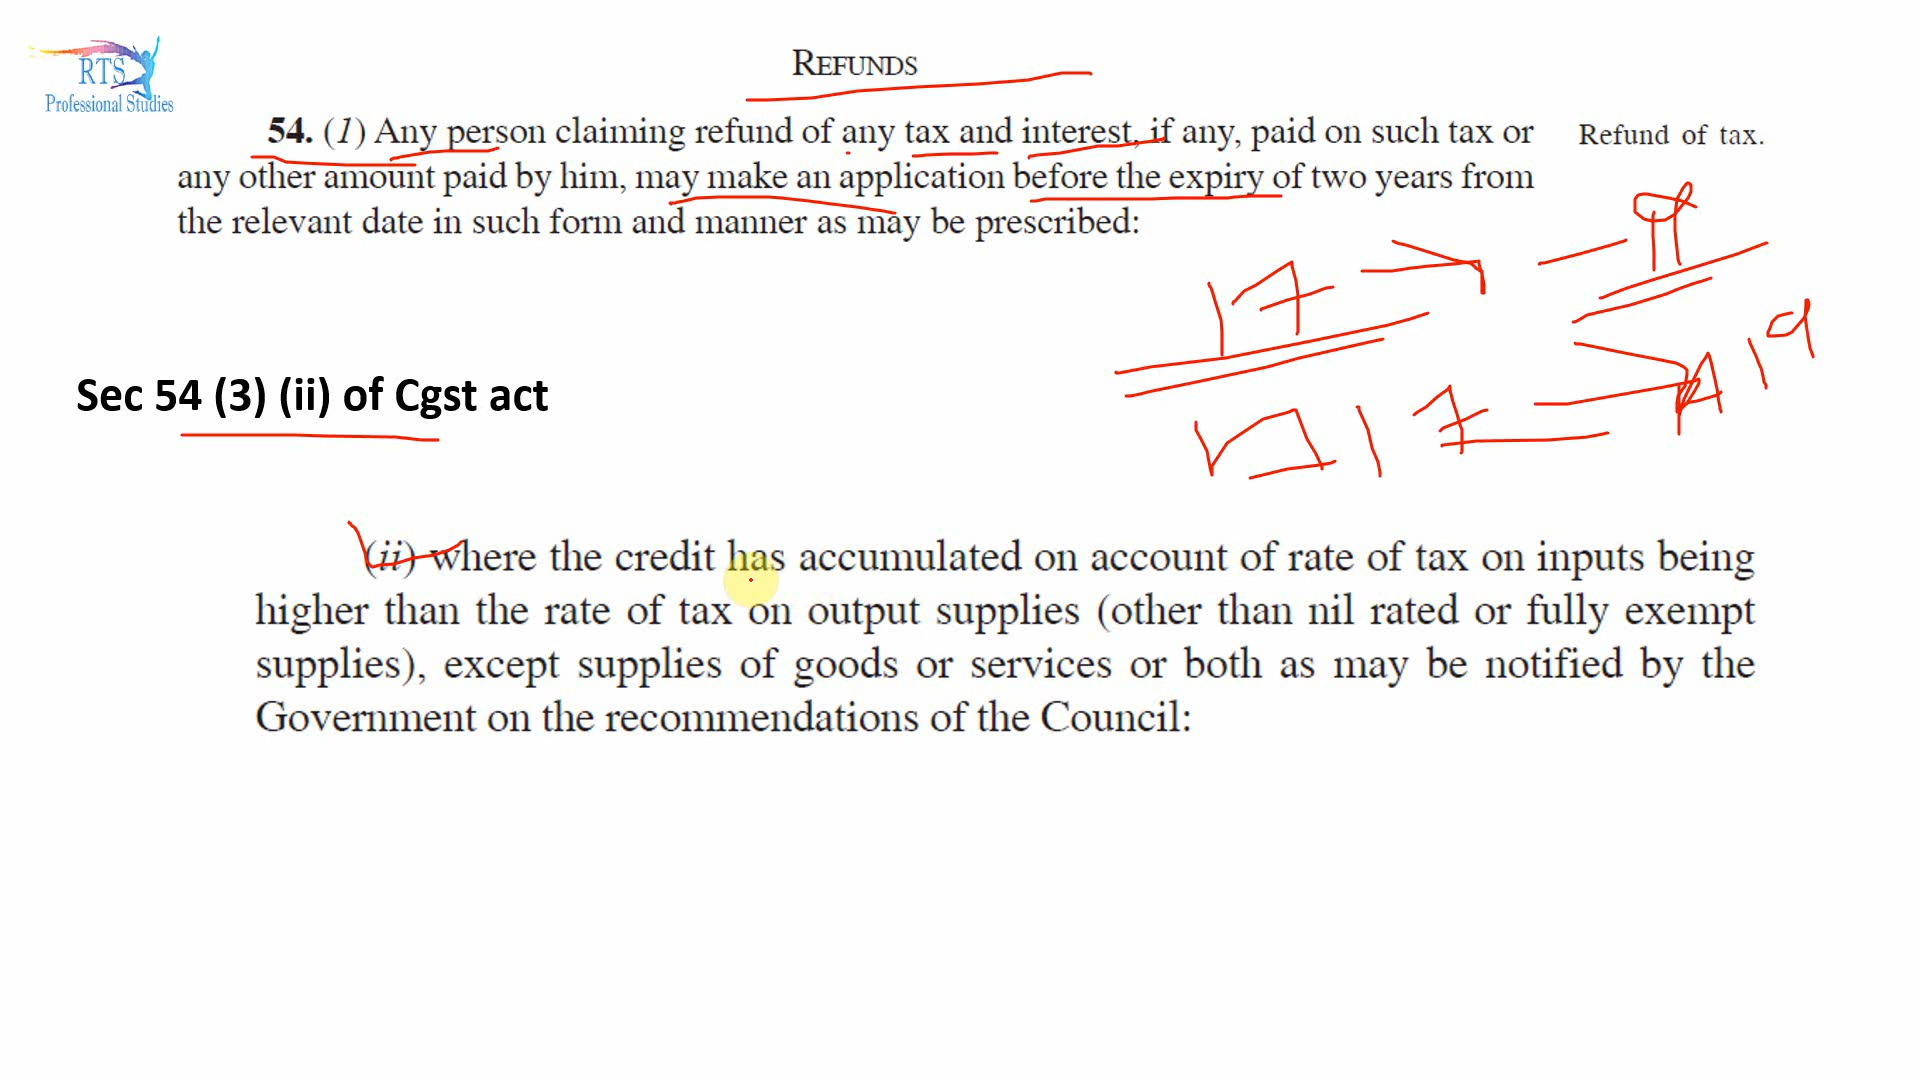 RTS
Professional Studies
REFUNDS
54. (1) Any person claiming refund of any tax and interest, if any, paid on such tax or
Refund of tax.
any other amount paid by him, may make an application before the expiry of two years from
the relevant date in such form and manner as may be prescribed:
17
Sec 54 (3) (ii) of Cgst act
17
19
(ii) where the credit has accumulated on account of rate of tax on inputs being
higher than the rate of tax on output supplies (other than nil rated or fully exempt
supplies), except supplies of goods or services or both as may be notified by the
Government on the recommendations of the Council: